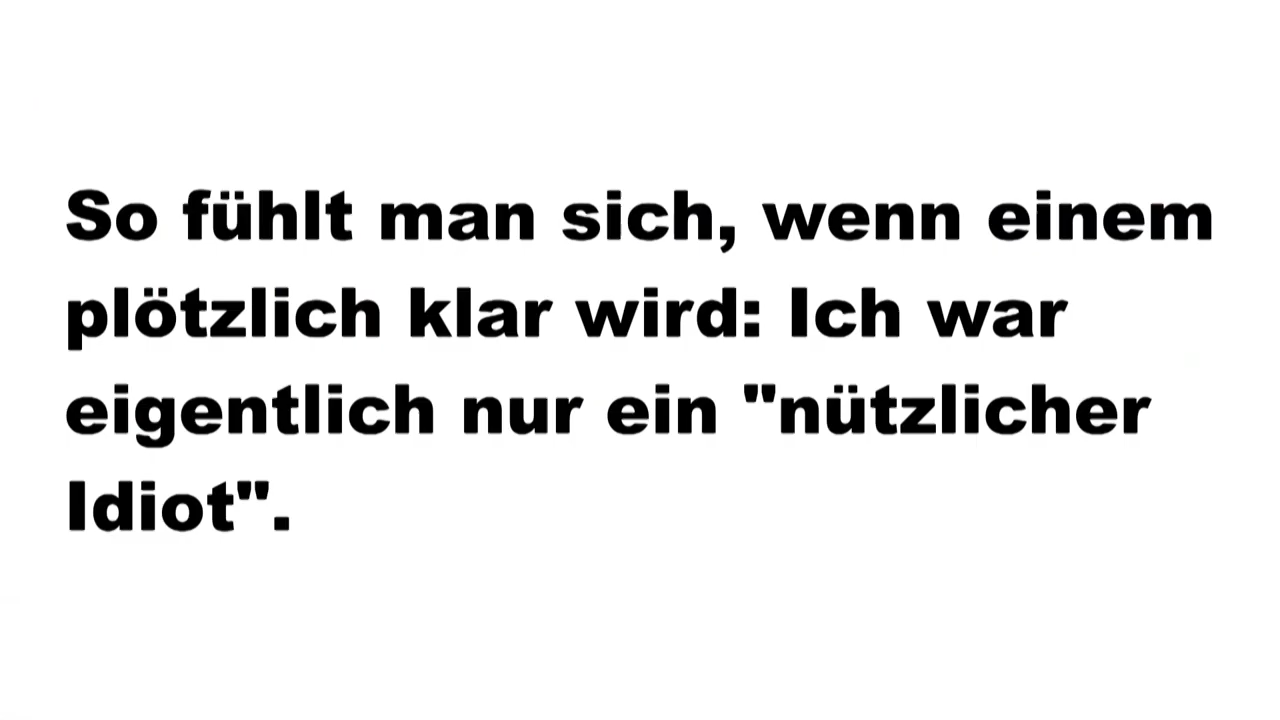 So fühlt man sich, wenn einem
plötzlich klar wird: Ich war
eigentlich nur ein "nützlicher
Idiot".